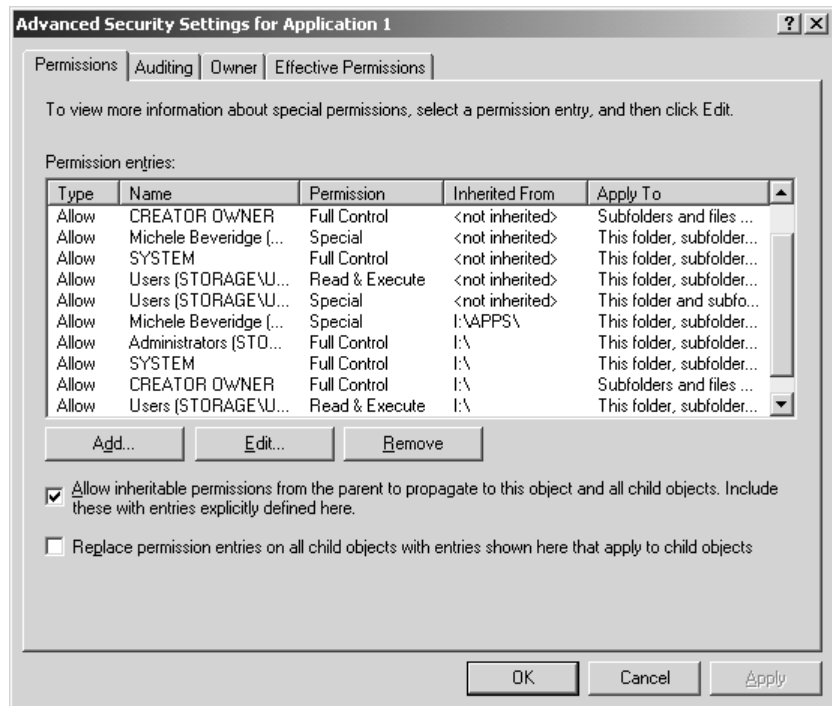 Advanced Security Settings for Application 1
Permissions Auditing Owner Effective Permissions
To view more information about special permissions, select a permission entry, and then click Edit.
Permission entries:
Type Name Permission Inherited From Apply To
Allow CREATOR OWNER Full Control <not inherited> Subfolders and files ...
Allow Michele Beveridge (... Special <not inherited> This folder, subfolder...
Allow SYSTEM Full Control <not inherited> This folder, subfolder...
Allow Users (STORAGE\U... Read & Execute <not inherited> This folder, subfolder...
Allow Users (STORAGE\U... Special <not inherited> This folder and subfo...
Allow Michele Beveridge (... Special I:\APPS\ This folder, subfolder...
Allow Administrators (STO... Full Control I:\ This folder, subfolder...
Allow SYSTEM Full Control I:\ This folder, subfolder...
Allow CREATOR OWNER Full Control I:\ Subfolders and files ...
Allow Users (STORAGE\U... Read & Execute I:\ This folder, subfolder...
Add... Edit... Remove
Allow inheritable permissions from the parent to propagate to this object and all child objects. Include
these with entries explicitly defined here.
Replace permission entries on all child objects with entries shown here that apply to child objects
OK Cancel Apply